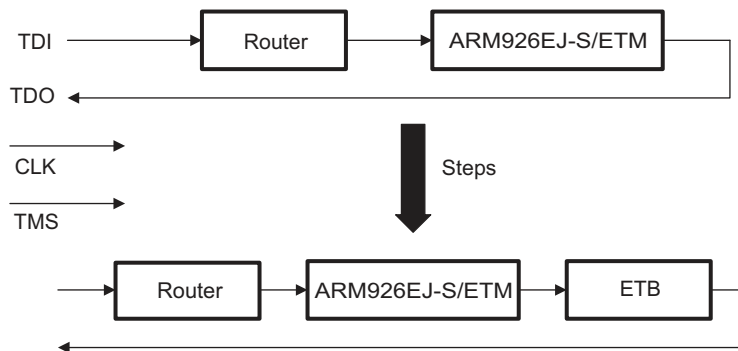 TDI
Router
ARM926EJ-S/ETM
TDO
CLK
Steps
TMS
Router
ARM926EJ-S/ETM
ETB